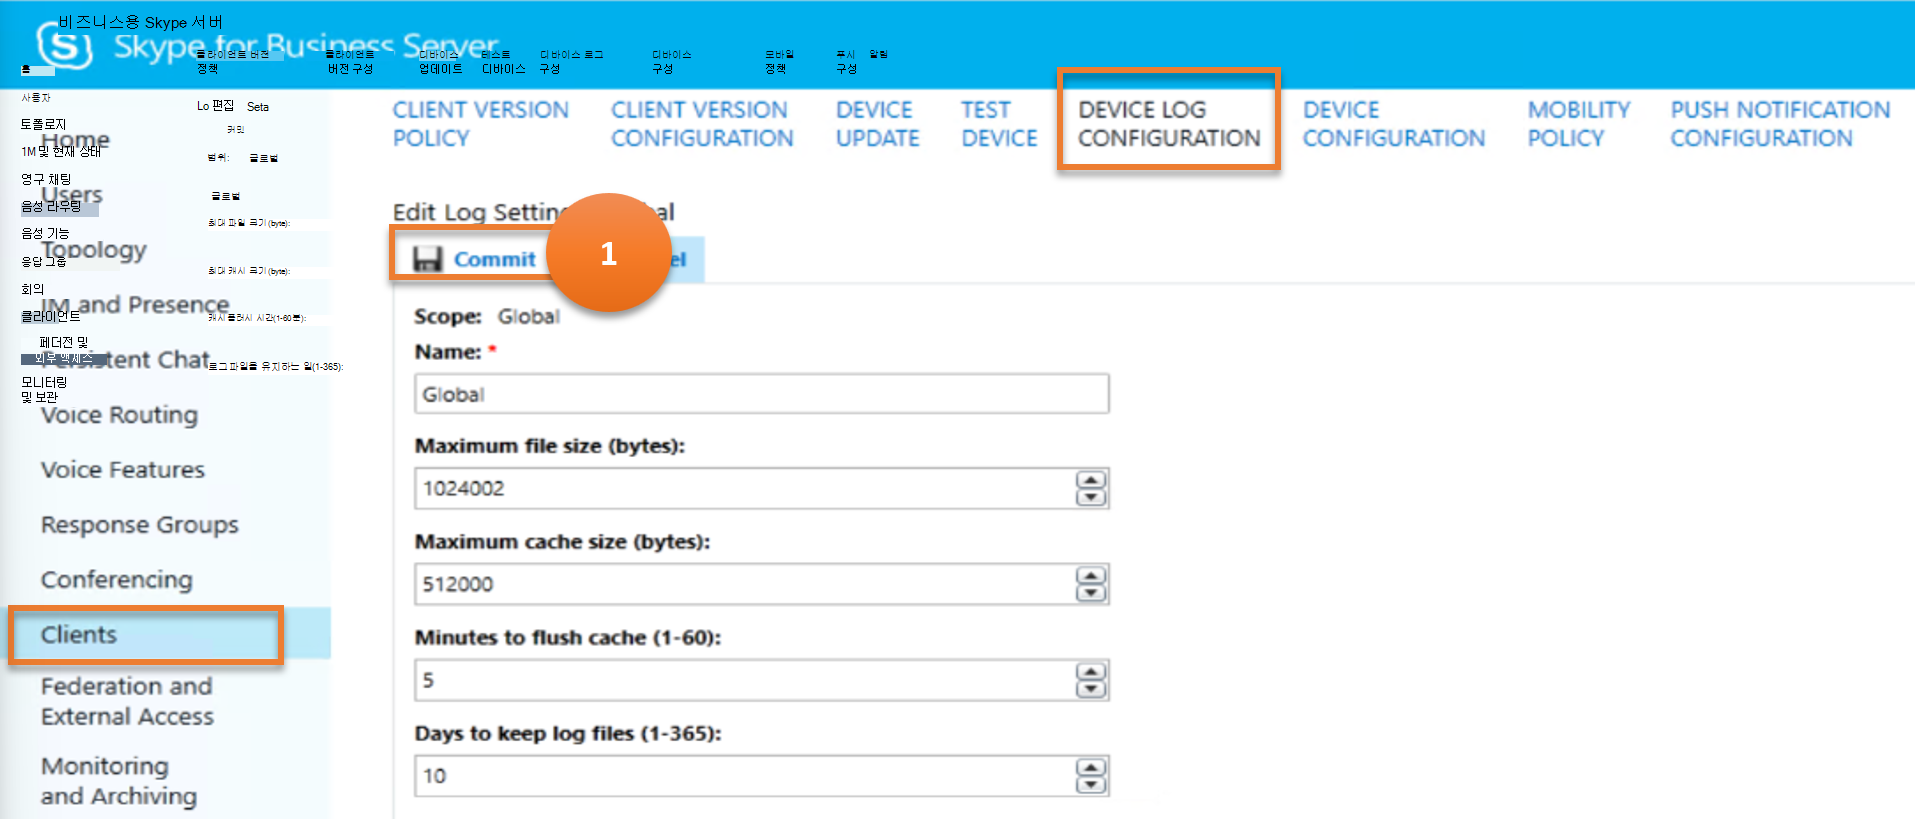 비즈니스용 Skype 서버
Skype for Business Server
클라이언트 버전
정책
클라이언트
버전 구성
디바이스
업데이트
테스트
디바이스
디바이스 로그
구성
디바이스
구성
모바일
정책
푸시 알림
구성
홈
사용자
토폴로지
1M 및 현재 상태
영구 채팅
음성 라우팅
음성 기능
응답 그룹
회의
클라이언트
페더전 및
외부 액세스
모니터링
및 보관
Lo 편집 Seta
커밋
범위: 글로벌
글로벌
최대 파일 크기(byte):
최대 캐시 크기(byte):
캐시 플러시 시간(1-60분):
로그 파일을 유지하는 일(1-365):
CLIENT VERSION
POLICY
CLIENT VERSION
CONFIGURATION
DEVICE
UPDATE
TEST
DEVICE
DEVICE LOG
CONFIGURATION
DEVICE
CONFIGURATION
MOBILITY
POLICY
PUSH NOTIFICATION
CONFIGURATION
Home
Users
Topology
IM and Presence
Persistent Chat
Voice Routing
Voice Features
Response Groups
Conferencing
Clients
Federation and
External Access
Monitoring
and Archiving
Edit Log Settin
al
Commit
1
el
Scope: Global
Name: *
Global
Maximum file size (bytes):
1024002
Maximum cache size (bytes):
512000
Minutes to flush cache (1-60):
5
Days to keep log files (1-365):
10